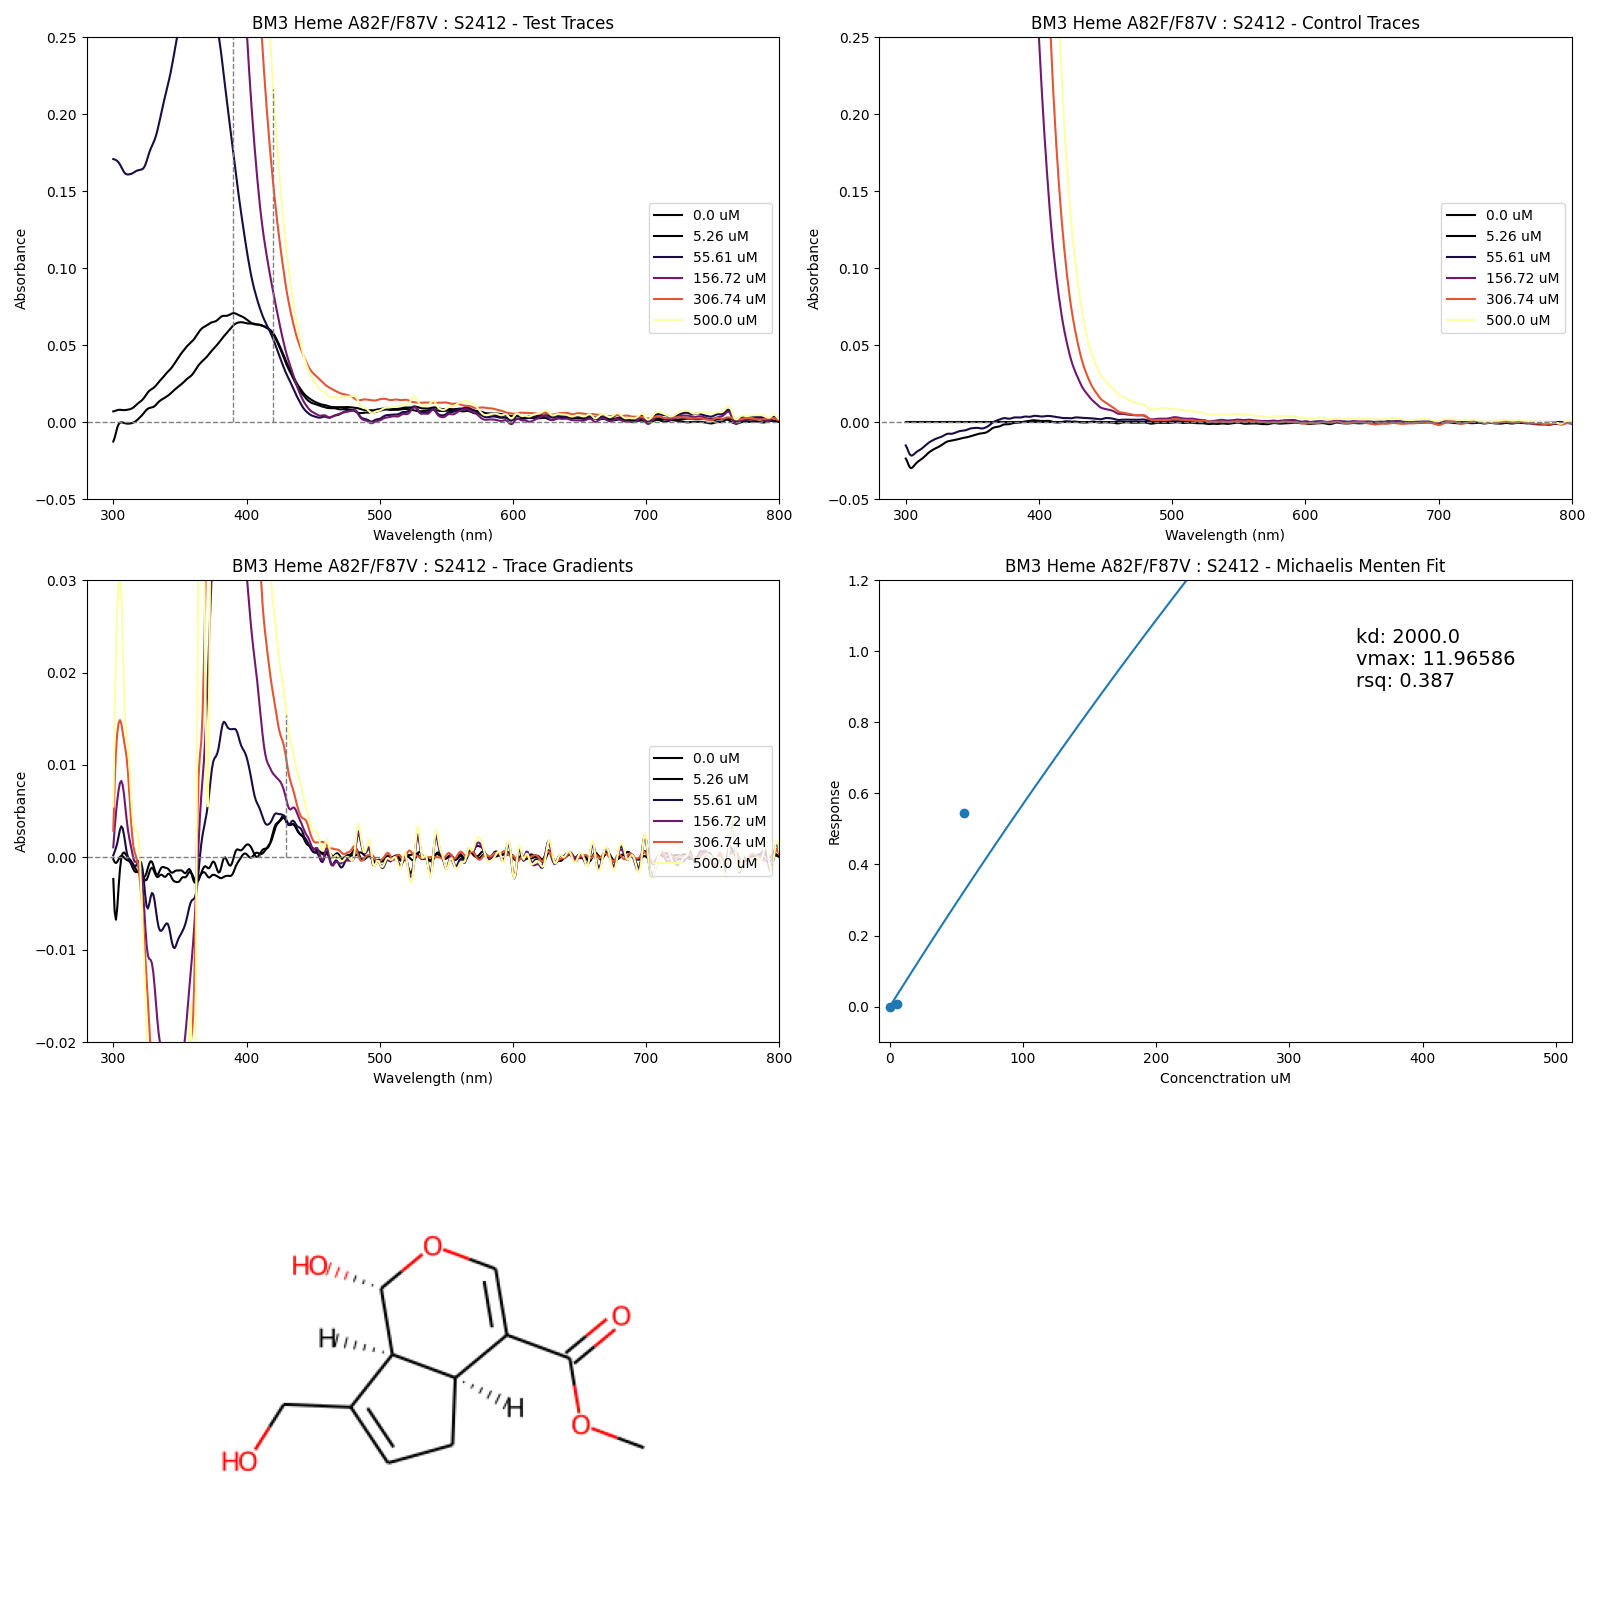 BM3 Heme A82F/F87V : S2412 - Test Traces
0.25
0.20
0.15
0.10
0.05
0.00
−0.05
Absorbance
300 400 500 600 700 800
Wavelength (nm)
0.0 uM
5.26 uM
55.61 uM
156.72 uM
306.74 uM
500.0 uM
BM3 Heme A82F/F87V : S2412 - Control Traces
0.25
0.20
0.15
0.10
0.05
0.00
−0.05
Absorbance
300 400 500 600 700 800
Wavelength (nm)
0.0 uM
5.26 uM
55.61 uM
156.72 uM
306.74 uM
500.0 uM
BM3 Heme A82F/F87V : S2412 - Trace Gradients
0.03
0.02
0.01
0.00
−0.01
−0.02
Absorbance
300 400 500 600 700 800
Wavelength (nm)
0.0 uM
5.26 uM
55.61 uM
156.72 uM
306.74 uM
500.0 uM
BM3 Heme A82F/F87V : S2412 - Michaelis Menten Fit
1.2
1.0
0.8
0.6
0.4
0.2
0.0
Response
0 100 200 300 400 500
Concenctration uM
kd: 2000.0
vmax: 11.96586
rsq: 0.387
O
HO
O
H
H
O
HO